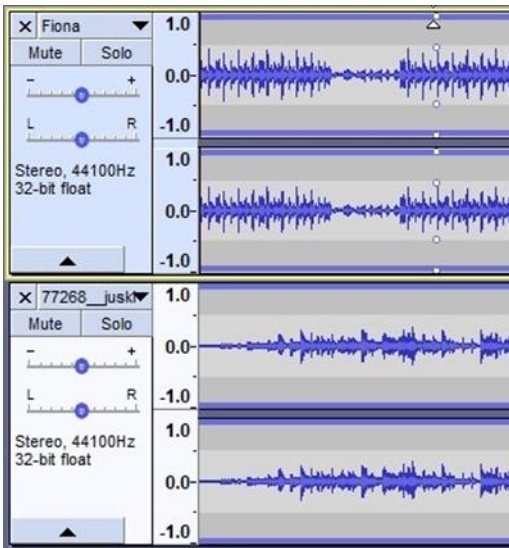 × Fiona ▼
Mute Solo
- +
L R
Stereo, 44100Hz
32-bit float
▲
1.0
0.0-
-1.0
1.0
0.0-
-1.0
× 77268__juskf▼
Mute Solo
- +
L R
Stereo, 44100Hz
32-bit float
▲
1.0
0.0-
-1.0
1.0
0.0-
-1.0